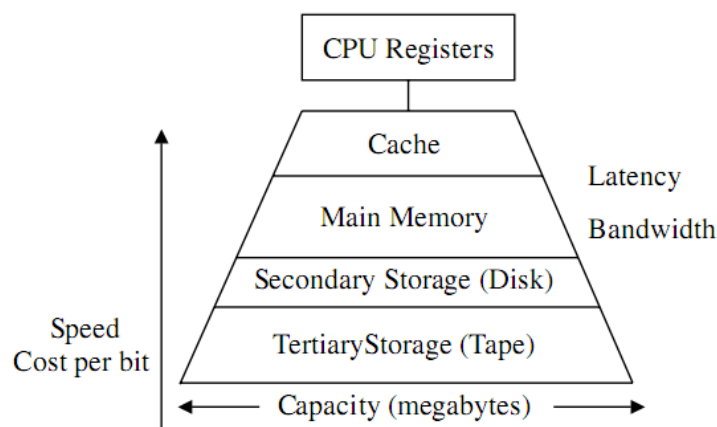 CPU Registers
Cache
Latency
Main Memory
Bandwidth
Secondary Storage (Disk)
Speed
Cost per bit
TertiaryStorage (Tape)
Capacity (megabytes)